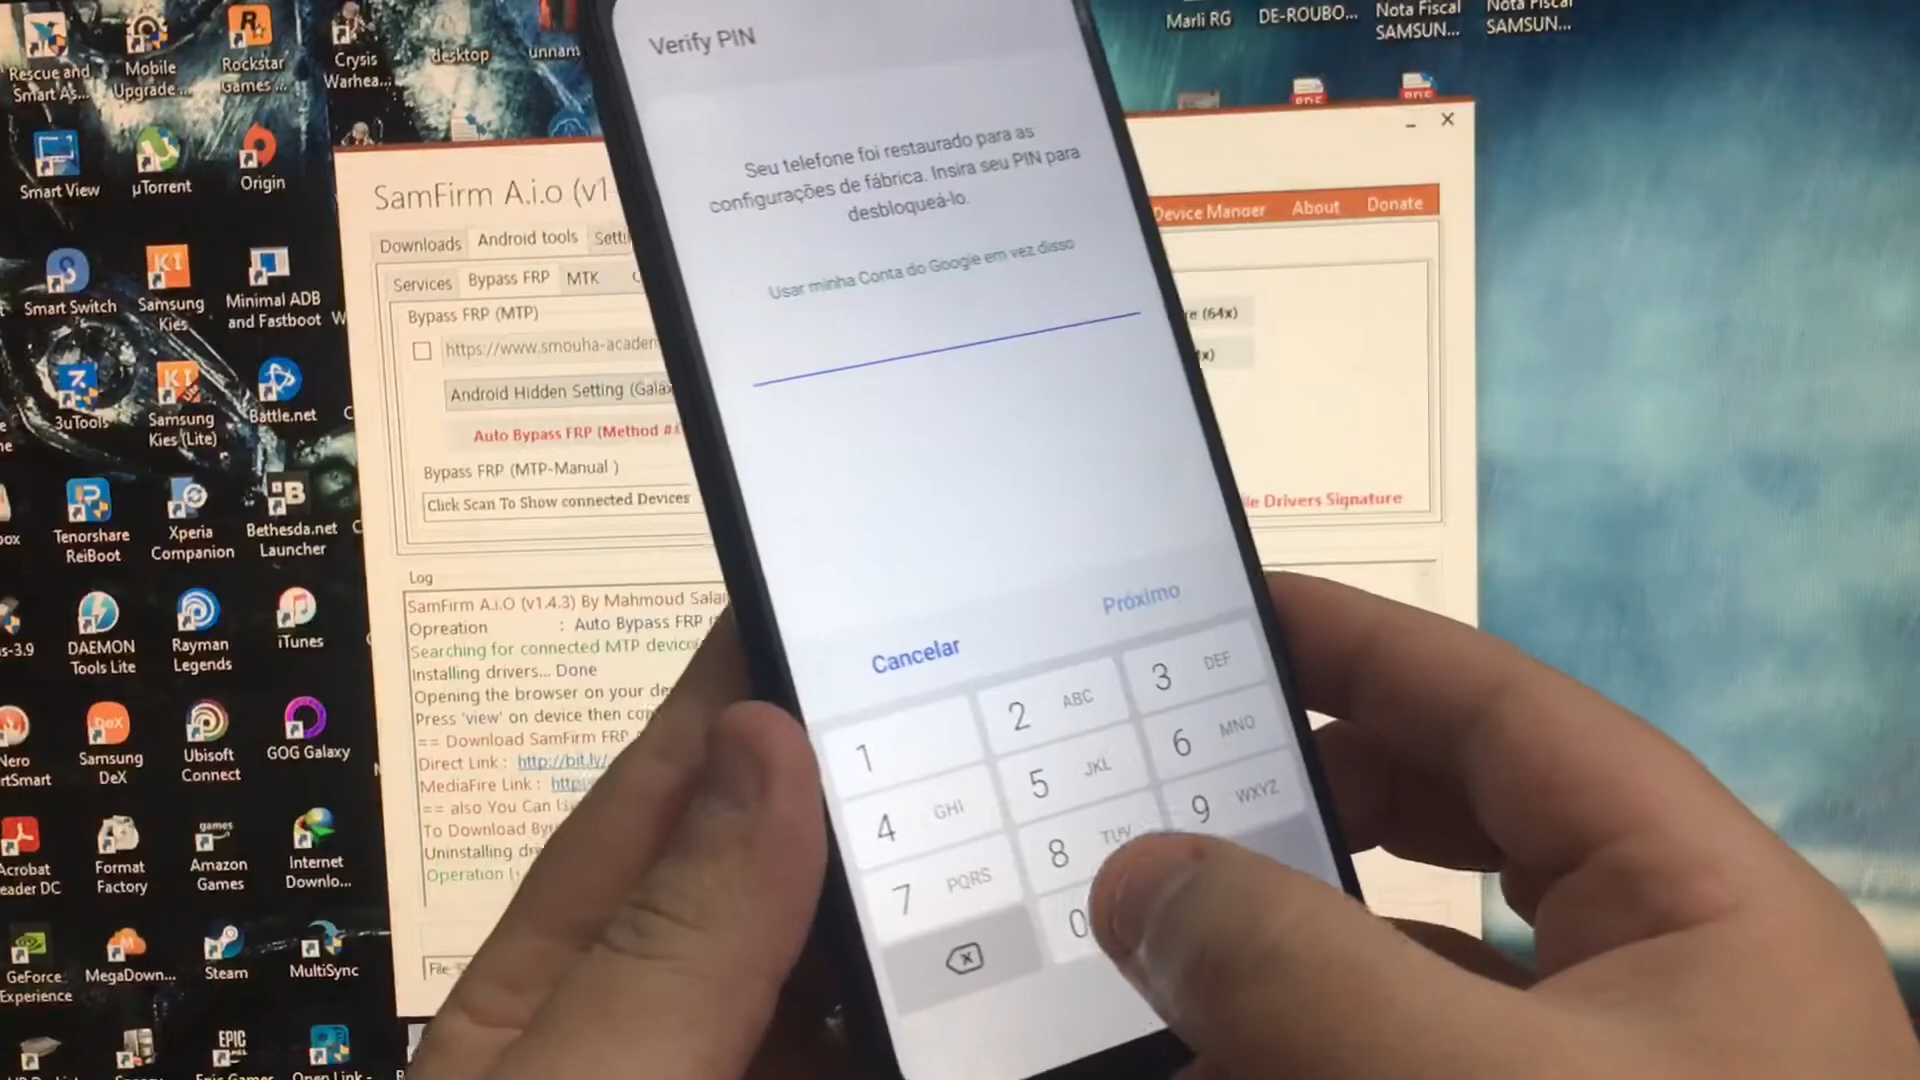 Verify PIN
Seu telefone foi restaurado para as
configurações de fábrica. Insira seu PIN para
desbloqueá-lo.
Usar minha Conta do Google em vez disso
Cancelar
Próximo
1
2 ABC
3 DEF
4 GHI
5 JKL
6 MNO
7 PQRS
8 TUV
9 WXYZ
0
SamFirm A.i.o (v1
Downloads
Android tools
Device Manger
About
Donate
Services
Bypass FRP
MTK
Bypass FRP (MTP)
https://www.smouha-academ
Android Hidden Setting (Gala
Auto Bypass FRP (Method #
Bypass FRP (MTP-Manual )
Click Scan To Show connected Devices
(64x)
Drivers Signature
Log
SamFirm A.I.O (v1.4.3) By Mahmoud Sala
Opreation : Auto Bypass FRP
Searching for connected MTP device
Installing drivers... Done
Opening the browser on your de
Press 'view' on device then
== Download SamFirm FRP
Direct Link : http://bit.ly/
MediaFire Link : http
== also You Can
To Download
Uninstalling
Operation
File
Rescue and
Smart As...
Mobile
Upgrade ...
Rockstar
Games ...
Crysis
Warhea...
desktop
unnam
Marli RG
DE-ROUBO...
Nota Fiscal
SAMSUN...
Nota Fiscal
SAMSUN...
PDF
PDF
Smart View
µTorrent
Origin
Smart Switch
Samsung
Kies
Minimal ADB
and Fastboot
3uTools
Samsung
Kies (Lite)
Battle.net
Tenorshare
ReiBoot
Xperia
Companion
Bethesda.net
Launcher
DAEMON
Tools Lite
Rayman
Legends
iTunes
Samsung
DeX
Ubisoft
Connect
GOG Galaxy
Acrobat
Format
Factory
Amazon
Games
Internet
Downlo...
GeForce
Experience
MegaDown...
Steam
MultiSync
EPIC
GAMES
Epic Games
Open Link -